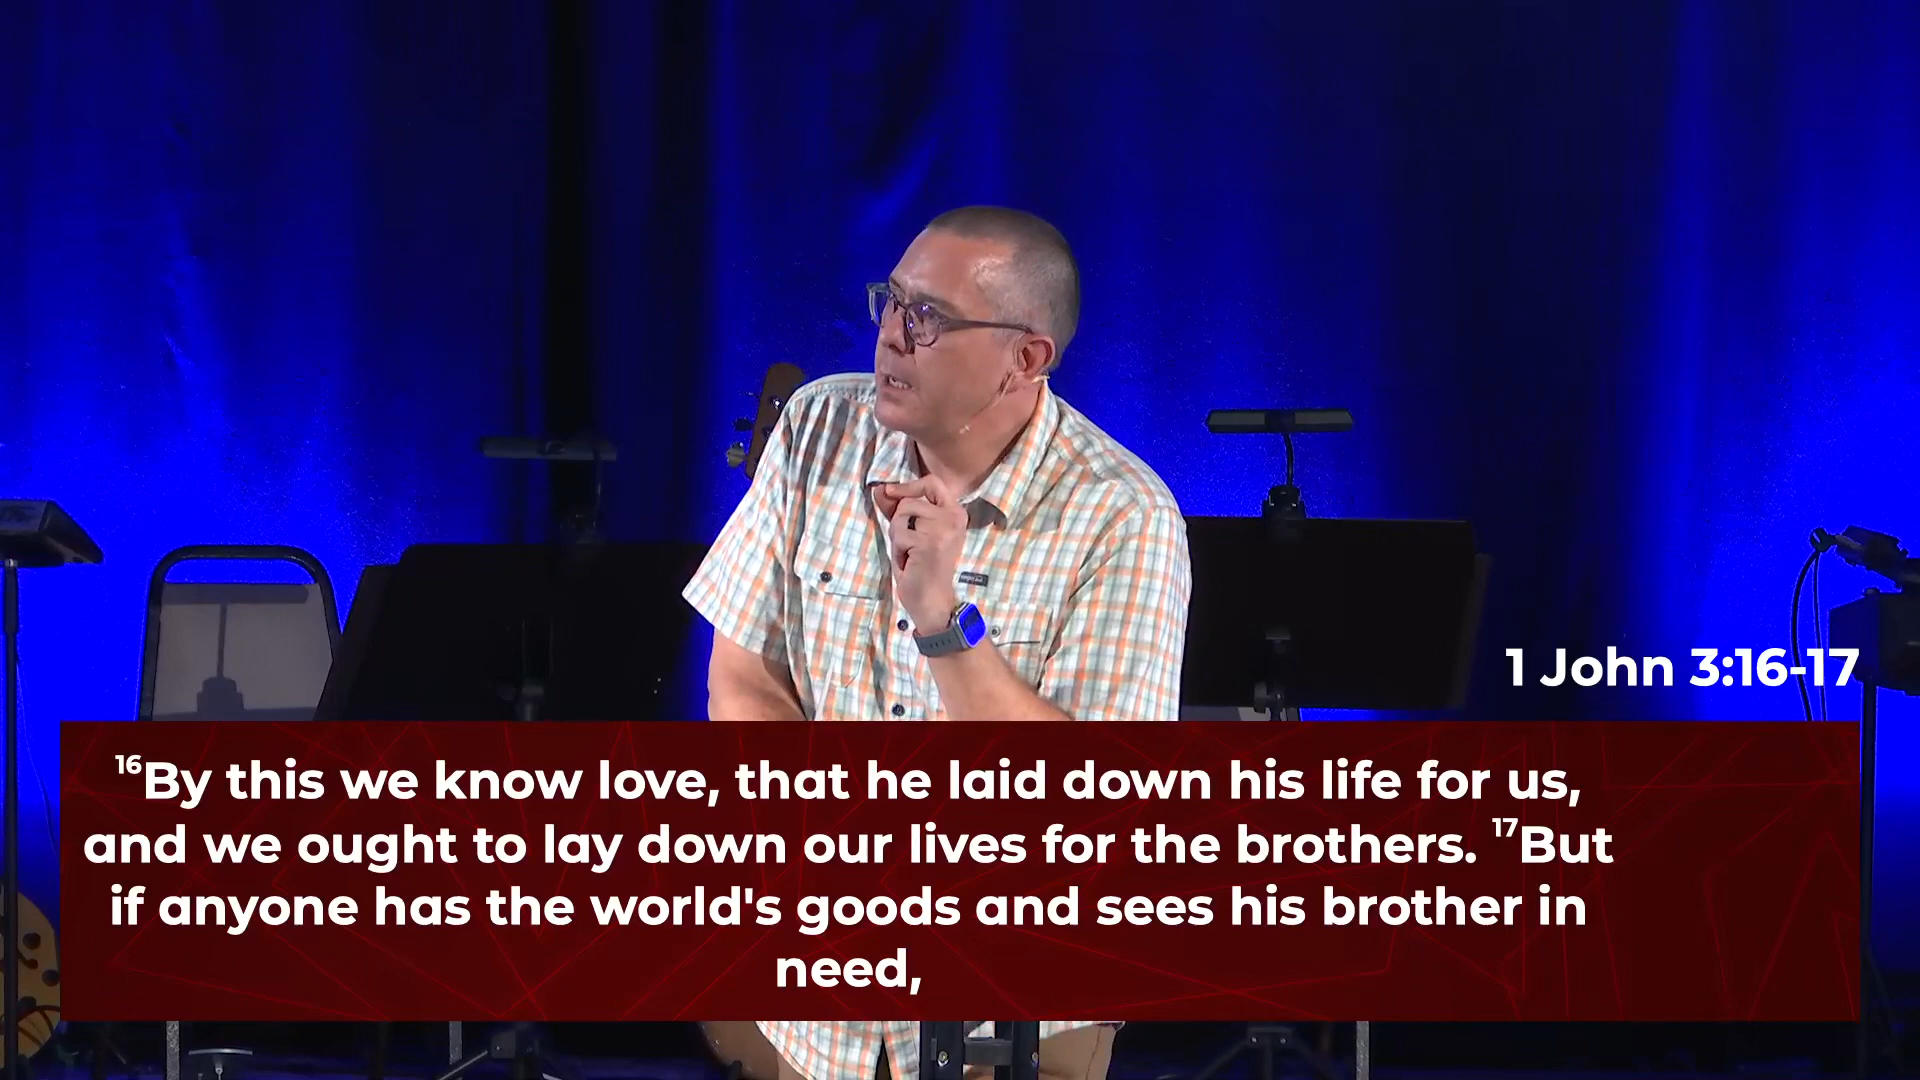 1 John 3:16-17
¹⁶By this we know love, that he laid down his life for us,
and we ought to lay down our lives for the brothers. ¹⁷But
if anyone has the world's goods and sees his brother in
need,